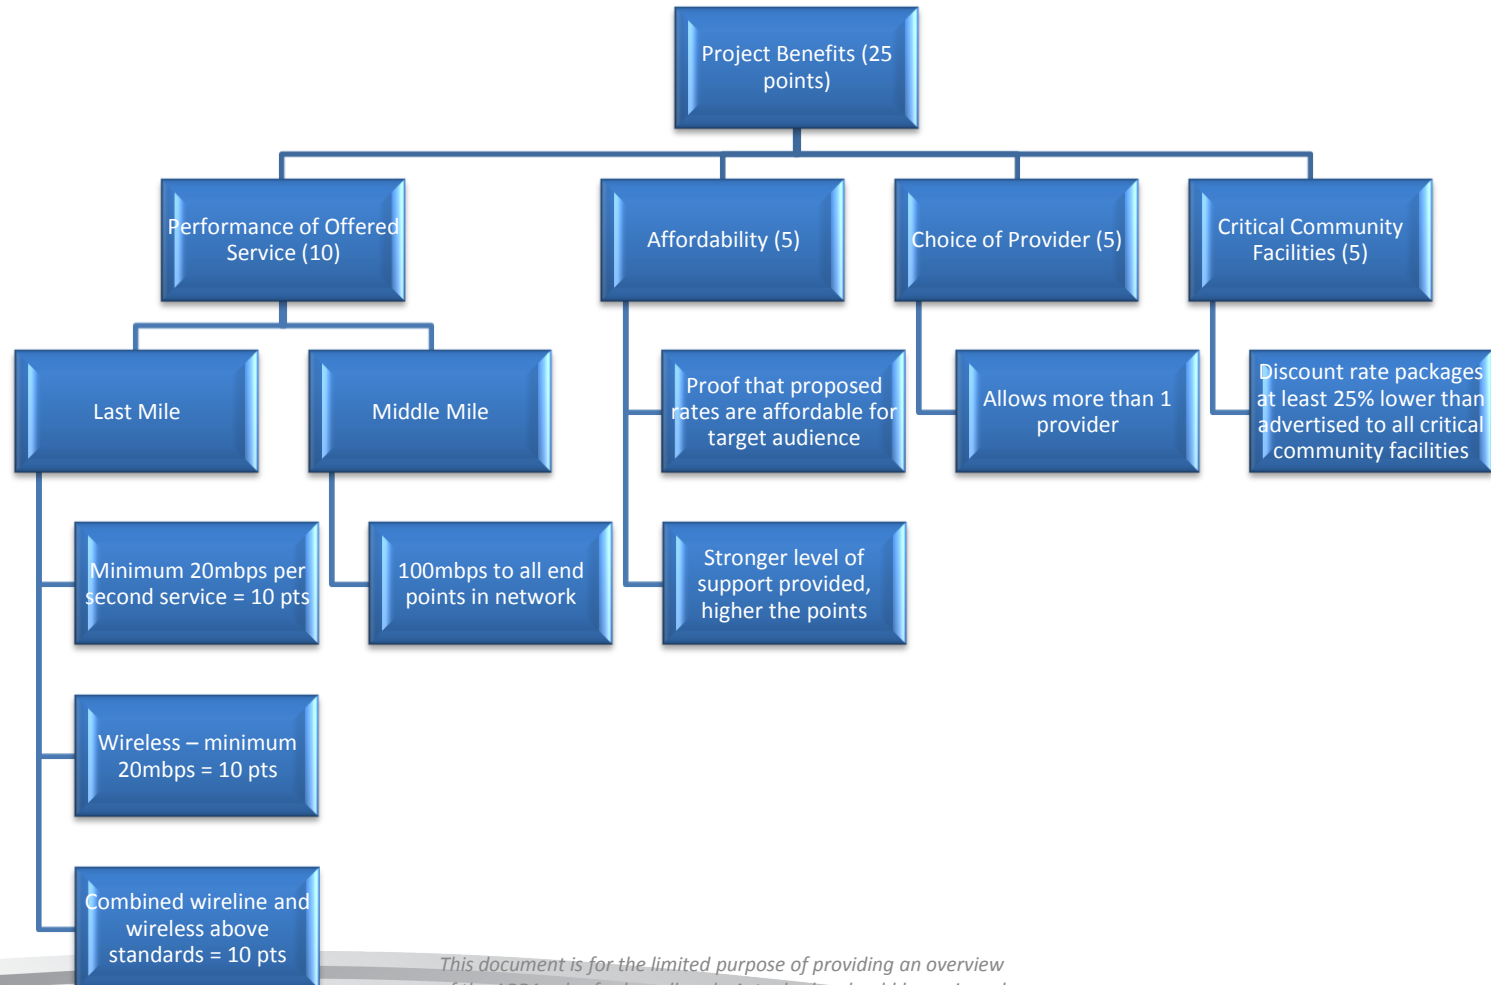 Project Benefits (25
points)
Performance of Offered
Service (10)
Affordability (5)
Choice of Provider (5)
Critical Community
Facilities (5)
Last Mile
Middle Mile
Proof that proposed
rates are affordable for
target audience
Allows more than 1
provider
Discount rate packages
at least 25% lower than
advertised to all critical
community facilities
Minimum 20mbps per
second service = 10 pts
100mbps to all end
points in network
Stronger level of
support provided,
higher the points
Wireless – minimum
20mbps = 10 pts
Combined wireline and
wireless above
standards = 10 pts
This document is for the limited purpose of providing an overview